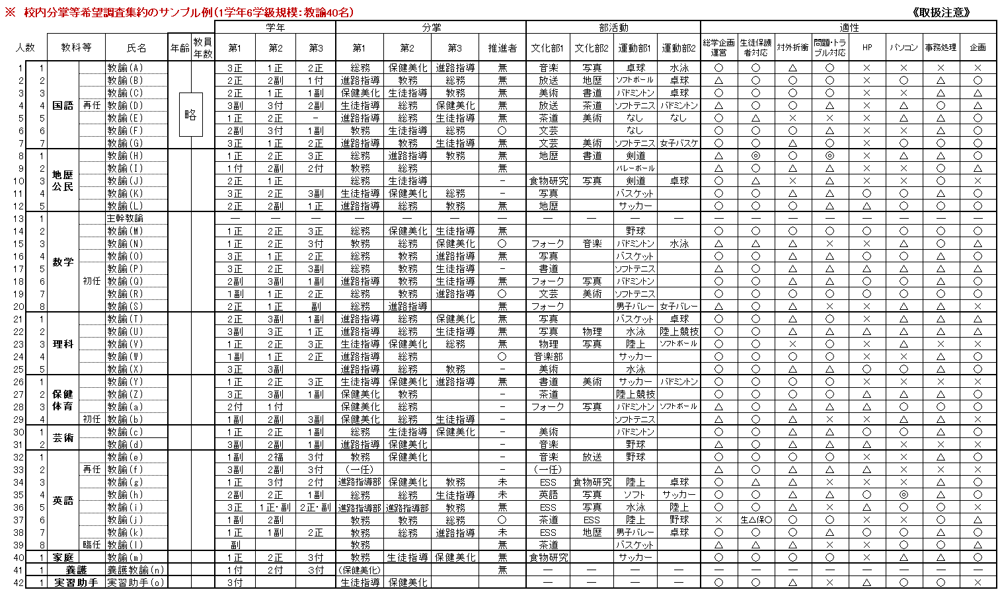 ※ 校内分掌等希望調査集約のサンプル例(1学年6学級規模:教諭40名) 《取扱注意》
学年 分掌 部活動 適性
人数 教科等 氏名 年齢 教員年数 第1 第2 第3 第1 第2 第3 推進者 文化部1 文化部2 運動部1 運動部2 総学企画運営 生徒保護者対応 対外折衝 問題・トラブル対応 HP パソコン 事務処理 企画
1 1 教諭(A) 3正 1正 2正 総務 保健美化 進路指導 無 音楽 写真 卓球 水泳 ○ ○ △ ○ × × × ×
2 2 教諭(B) 2正 2副 1付 進路指導 教務 総務 無 放送 地歴 ソフトボール 卓球 △ ○ ○ ○ × ○ △ ○
3 3 教諭(C) 2正 1正 1副 保健美化 生徒指導 教務 無 美術 書道 バドミントン 卓球 ○ ○ ○ ○ × × △ △
4 4 国語 再任 教諭(D) 略 3副 3付 2副 生徒指導 総務 保健美化 無 放送 茶道 ソフトテニス バドミントン △ ○ ○ △ × △ ○ △
5 5 教諭(E) 1正 2正 - 進路指導 総務 生徒指導 無 茶道 美術 なし なし ○ △ × × × △ △ ○
6 6 教諭(F) 2副 3付 1副 教務 生徒指導 総務 ○ 文芸 なし ○ ○ ○ △ × × △ ○
7 7 教諭(G) 3正 1正 2正 進路指導 教務 生徒指導 無 文芸 美術 ソフトテニス 女子バスケ ○ ○ △ ○ × ○ ○ ○
8 1 教諭(H) 1正 2正 3正 総務 進路指導 教務 無 地歴 書道 剣道 △ ◎ ○ ◎ × △ △ ○
9 2 地歴公民 教諭(I) 1付 2副 2付 教務 総務 無 バレーボール △ ○ △ △ × × ○ △
10 3 教諭(J) 2正 1正 総務 生徒指導 - 食物研究 写真 剣道 卓球 ○ △ × △ × × ○ ×
11 4 教諭(K) 3正 2正 3副 生徒指導 保健美化 総務 - 写真 バスケット ○ ○ △ △ ○ ○ △ ○
12 5 教諭(L) 2正 2副 1正 進路指導 総務 教務 無 地歴 サッカー ○ ○ ○ △ △ ○ ○ ○
13 1 主幹教諭 ― ― ― ― ― ― ― ― ― ― ― ― ― ― ― ― ― ― ―
14 2 教諭(M) 1正 2正 3正 総務 保健美化 生徒指導 無 野球 ○ ○ ○ ○ ○ ○ ○ ○
15 3 教諭(N) 1正 2正 3付 教務 総務 保健美化 ○ フォーク 音楽 バドミントン 水泳 △ △ △ × × △ ○ △
16 4 数学 教諭(O) 3正 1正 2正 総務 教務 進路指導 無 写真 バスケット ○ ○ △ △ ○ ○ △ ○
17 5 教諭(P) 3正 2正 3副 総務 教務 生徒指導 - 書道 ソフトテニス △ ○ △ △ △ △ △ △
18 6 初任 教諭(Q) 2副 3副 1副 進路指導 教務 生徒指導 無 フォーク 写真 バドミントン ○ ○ △ △ ○ ○ △ ○
19 7 教諭(R) 1副 1正 2正 総務 教務 進路指導 ○ 文芸 美術 ソフトテニス ○ ○ ○ ○ ○ ○ ○ ○
20 8 教諭(S) 2正 1正 副 総務 進路指導 無 フォーク 男子バレー 女子バレー △ ○ △ × × △ △ ×
21 1 教諭(T) 2正 3副 1副 進路指導 総務 保健美化 無 写真 バスケット 卓球 ○ ○ △ ○ × △ △ △
22 2 教諭(U) 3副 3正 1正 進路指導 総務 生徒指導 無 写真 物理 水泳 陸上競技 ○ ○ △ △ △ △ △ △
23 3 理科 教諭(V) 1正 2正 3正 生徒指導 保健美化 総務 無 物理 写真 陸上 ソフトボール ○ ○ × ○ × △ × ×
24 4 教諭(W) 1副 1正 2正 進路指導 総務 ○ 音楽部 サッカー ○ ○ ○ ○ × × △ ○
25 5 教諭(X) 3正 3副 進路指導 総務 教務 - 美術 水泳 ○ ○ △ △ ○ ○ △ ○
26 1 教諭(Y) 1正 2正 3正 生徒指導 保健美化 進路指導 無 書道 美術 サッカー バドミントン ○ ○ ○ ○ × × × ×
27 2 保健体育 教諭(Z) 3正 3副 1副 保健美化 教務 - 茶道 陸上競技 ○ ○ ○ ○ △ △ △ ○
28 3 教諭(a) 2付 1付 保健美化 総務 - フォーク 写真 バドミントン ソフトボール △ ○ △ △ △ ○ ○ ○
29 4 初任 教諭(b) 1副 2副 3副 保健美化 総務 生徒指導 - ソフトテニス △ ○ △ × × △ △ ×
30 1 芸術 教諭(c) 1正 2正 1副 総務 生徒指導 保健美化 - 美術 バドミントン ○ ○ △ △ ○ ○ △ ○
31 2 教諭(d) 3副 2副 1副 進路指導 保健美化 - 音楽 野球 △ ○ △ △ △ × × ×
32 1 教諭(e) 1副 2福 3付 教務 保健美化 - 音楽 放送 野球 ○ ○ ○ ○ × × △ ○
33 2 再任 教諭(f) 3副 2副 3付 (一任) - (一任) △ ○ △ △ △ × × ×
34 3 教諭(g) 1正 3付 2付 進路指導部 保健美化 教務 未 ESS 食物研究 陸上 卓球 ○ △ △ × × × △ ○
35 4 英語 教諭(h) 2副 2正 1副 総務 総務 生徒指導 未 英語 写真 ソフト サッカー ○ ○ △ △ ○ ◎ △ ○
36 5 教諭(i) 3正 1正・副 2正・副 進路指導部 進路指導部 教務 無 ESS 写真 水泳 陸上 ○ ○ △ × △ ○ ○ ×
37 6 教諭(j) 1副 2副 教務 教務 総務 ○ 茶道 ESS 陸上 野球 × 生△保○ ○ ○ × × ○ △
38 7 教諭(k) 1正 1副 2正 教務 総務 進路指導 未 ESS 地歴 男子バレー 卓球 ○ ○ ○ △ ○ ○ △ ○
39 8 臨任 教諭(l) 副 教務 無 茶道 バスケット △ △ △ × × ○ ○ △
40 1 家庭 教諭(m) 1正 2正 3付 教務 生徒指導 保健美化 無 食物研究 サッカー ○ ○ ○ ○ × △ △ ○
41 1 養護 養護教諭(n) 1付 2付 3付 (保健美化) 無 ― ― ― ― ― ― ― ― ― ― ― ―
42 1 実習助手 実習助手(o) 3付 生徒指導 保健美化 ― ― ― ― ○ ○ △ × △ ○ ○ ×